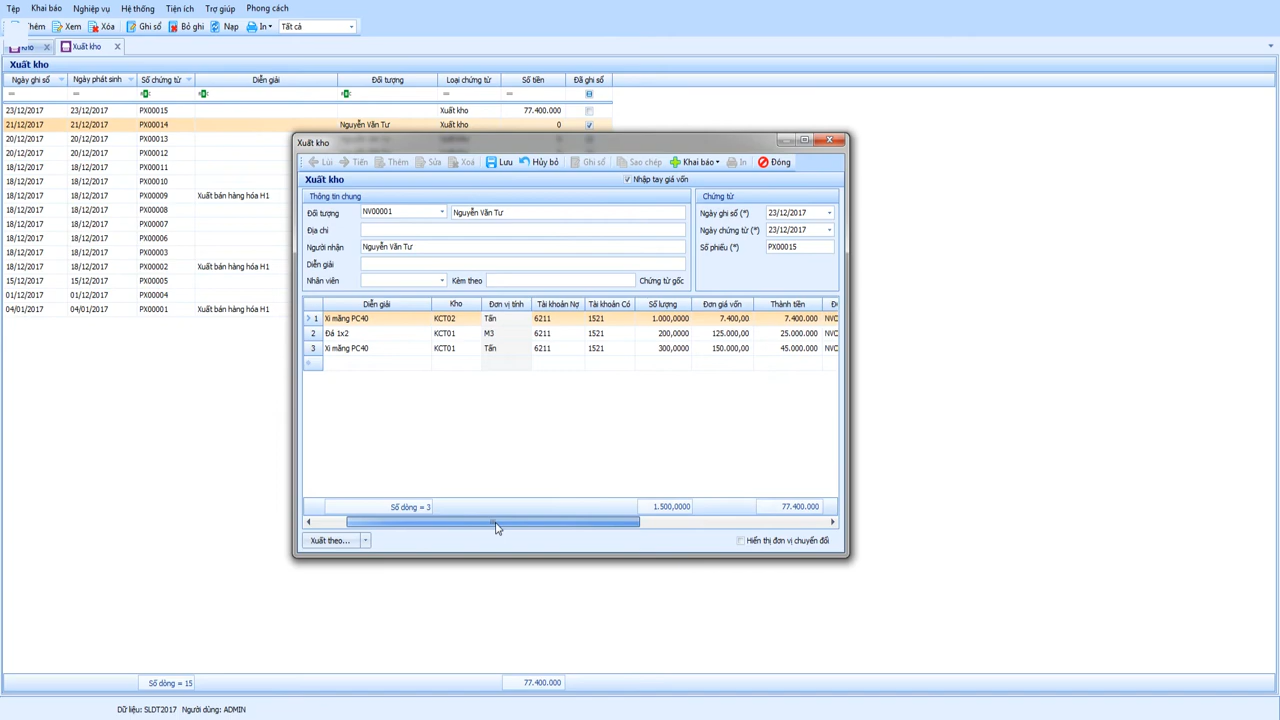 Tệp Khai báo Nghiệp vụ Hệ thống Tiện ích Trợ giúp Phong cách
Thêm Xem Xóa Ghi sổ Bỏ ghi Nạp In Tất cả
Kho Xuất kho
Xuất kho
Ngày ghi sổ Ngày phát sinh Số chứng từ Diễn giải Đối tượng Loại chứng từ Số tiền Đã ghi sổ
23/12/2017 23/12/2017 PX00015 Xuất kho 77.400.000
21/12/2017 21/12/2017 PX00014 Nguyễn Văn Tư Xuất kho 0
20/12/2017 20/12/2017 PX00013
20/12/2017 20/12/2017 PX00012
18/12/2017 18/12/2017 PX00011
18/12/2017 18/12/2017 PX00010
18/12/2017 18/12/2017 PX00009 Xuất bán hàng hóa H1
18/12/2017 18/12/2017 PX00008
18/12/2017 18/12/2017 PX00007
18/12/2017 18/12/2017 PX00006
18/12/2017 18/12/2017 PX00003
18/12/2017 18/12/2017 PX00002 Xuất bán hàng hóa H1
15/12/2017 15/12/2017 PX00005
01/12/2017 01/12/2017 PX00004
04/01/2017 04/01/2017 PX00001 Xuất bán hàng hóa H1
Xuất kho
Lùi Tiến Thêm Sửa Xoá Lưu Hủy bỏ Ghi sổ Sao chép Khai báo In Đóng
Xuất kho Nhập tay giá vốn
Thông tin chung Chứng từ
Đối tượng NV00001 Nguyễn Văn Tư Ngày ghi sổ (*) 23/12/2017
Địa chỉ Ngày chứng từ (*) 23/12/2017
Người nhận Nguyễn Văn Tư Số phiếu (*) PX00015
Diễn giải
Nhân viên Kèm theo Chứng từ gốc
Diễn giải Kho Đơn vị tính Tài khoản Nợ Tài khoản Có Số lượng Đơn giá vốn Thành tiền
1 Xi măng PC40 KCT02 Tấn 6211 1521 1.000,0000 7.400,00 7.400.000 NVC
2 Đá 1x2 KCT01 M3 6211 1521 200,0000 125.000,00 25.000.000 NVC
3 Xi măng PC40 KCT01 Tấn 6211 1521 300,0000 150.000,00 45.000.000 NVC
Số dòng = 3 1.500,0000 77.400.000
Xuất theo... Hiển thị đơn vị chuyển đổi
Số dòng = 15 77.400.000
Dữ liệu: SLDT2017 Người dùng: ADMIN